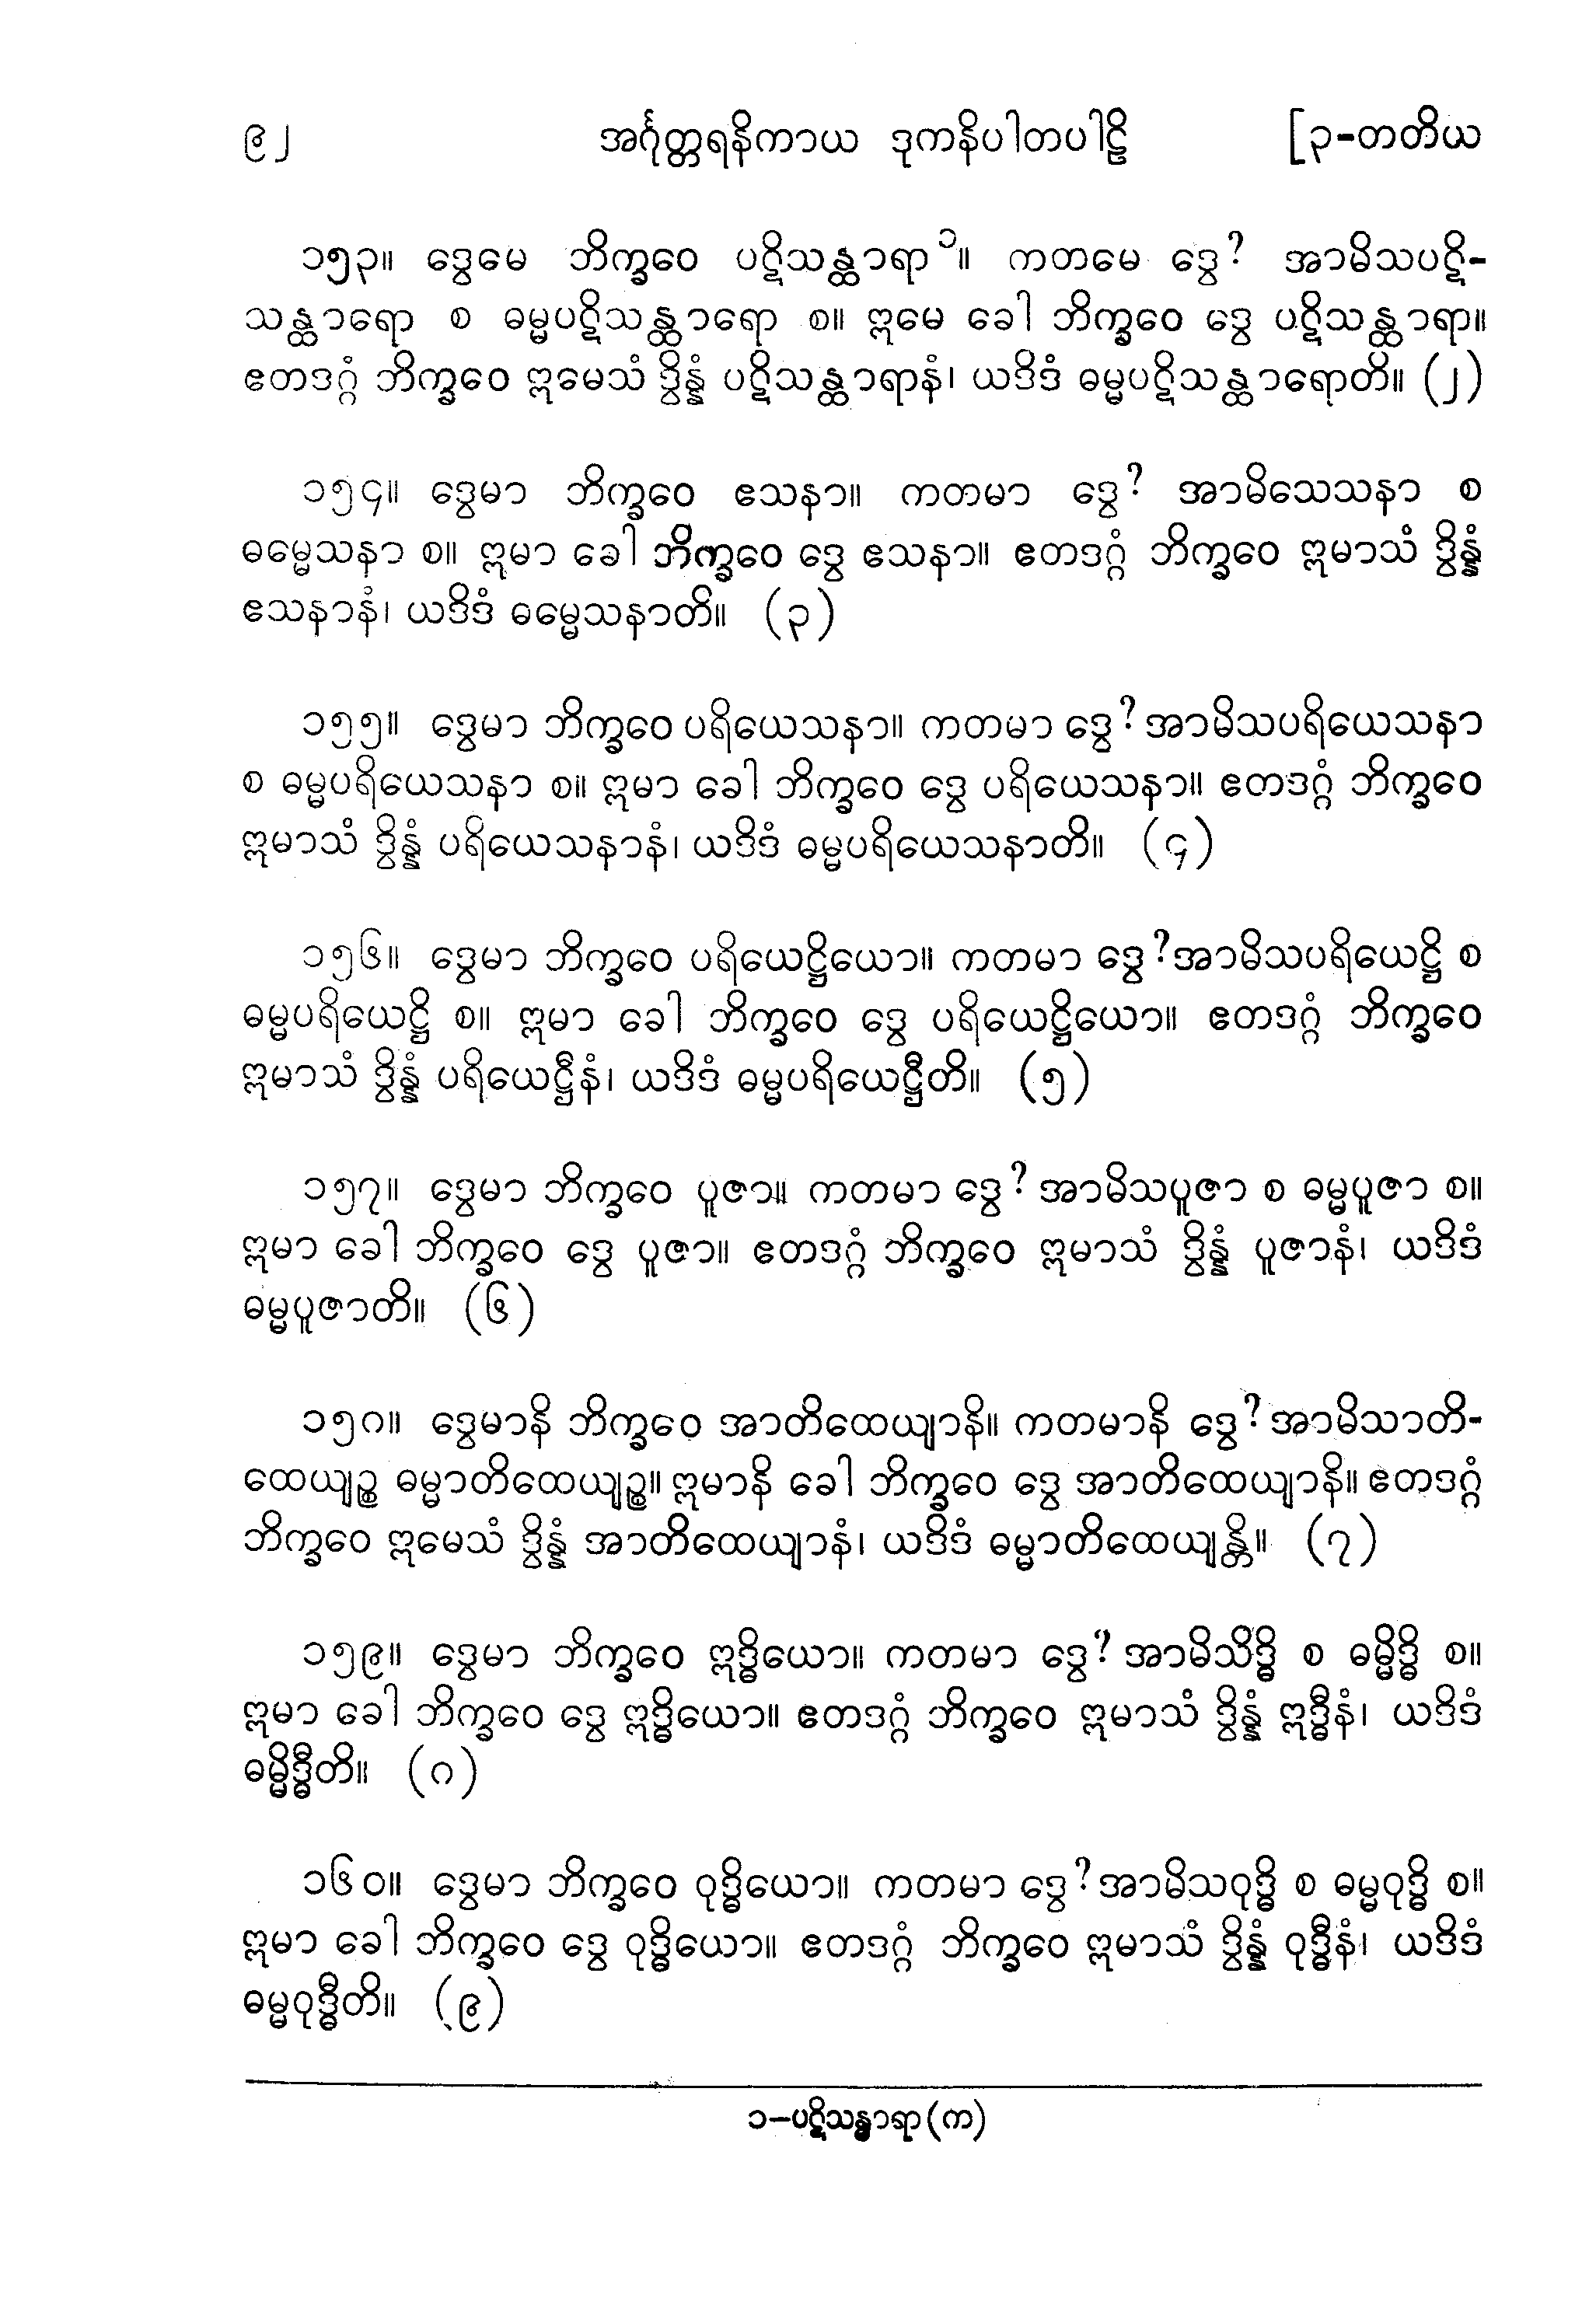 ၉၂ အင်္ဂုတ္တရနိကာယ ဒုကနိပါတပါဠိ [၃-တတိယ
၁၅၃။ ဒွေမေ ဘိက္ခဝေ ပဋိသန္ထာရာ၁။ ကတမေ ဒွေ? အာမိသပဋိ-
သန္ထာရော စ ဓမ္မပဋိသန္ထာရော စ။ ဣမေ ခေါ ဘိက္ခဝေ ဒွေ ပဋိသန္ထာရာ။
ဧတဒဂ္ဂံ ဘိက္ခဝေ ဣမေသံ ဒွိန္နံ ပဋိသန္ထာရာနံ၊ ယဒိဒံ ဓမ္မပဋိသန္ထာရောတိ။ (၂)
၁၅၄။ ဒွေမာ ဘိက္ခဝေ ဧသနာ။ ကတမာ ဒွေ? အာမိသေသနာ စ
ဓမ္မေသနာ စ။ ဣမာ ခေါ ဘိက္ခဝေ ဒွေ ဧသနာ။ ဧတဒဂ္ဂံ ဘိက္ခဝေ ဣမာသံ ဒွိန္နံ
ဧသနာနံ၊ ယဒိဒံ ဓမ္မေသနာတိ။ (၃)
၁၅၅။ ဒွေမာ ဘိက္ခဝေ ပရိယေသနာ။ ကတမာ ဒွေ? အာမိသပရိယေသနာ
စ ဓမ္မပရိယေသနာ စ။ ဣမာ ခေါ ဘိက္ခဝေ ဒွေ ပရိယေသနာ။ ဧတဒဂ္ဂံ ဘိက္ခဝေ
ဣမာသံ ဒွိန္နံ ပရိယေသနာနံ၊ ယဒိဒံ ဓမ္မပရိယေသနာတိ။ (၄)
၁၅၆။ ဒွေမာ ဘိက္ခဝေ ပရိယေဋ္ဌိယော။ ကတမာ ဒွေ? အာမိသပရိယေဋ္ဌိ စ
ဓမ္မပရိယေဋ္ဌိ စ။ ဣမာ ခေါ ဘိက္ခဝေ ဒွေ ပရိယေဋ္ဌိယော။ ဧတဒဂ္ဂံ ဘိက္ခဝေ
ဣမာသံ ဒွိန္နံ ပရိယေဋ္ဌီနံ၊ ယဒိဒံ ဓမ္မပရိယေဋ္ဌီတိ။ (၅)
၁၅၇။ ဒွေမာ ဘိက္ခဝေ ပူဇာ။ ကတမာ ဒွေ? အာမိသပူဇာ စ ဓမ္မပူဇာ စ။
ဣမာ ခေါ ဘိက္ခဝေ ဒွေ ပူဇာ။ ဧတဒဂ္ဂံ ဘိက္ခဝေ ဣမာသံ ဒွိန္နံ ပူဇာနံ၊ ယဒိဒံ
ဓမ္မပူဇာတိ။ (၆)
၁၅၈။ ဒွေမာနိ ဘိက္ခဝေ အာတိထေယျာနိ။ ကတမာနိ ဒွေ? အာမိသာတိ-
ထေယျဉ္စ ဓမ္မာတိထေယျဉ္စ။ ဣမာနိ ခေါ ဘိက္ခဝေ ဒွေ အာတိထေယျာနိ။ ဧတဒဂ္ဂံ
ဘိက္ခဝေ ဣမေသံ ဒွိန္နံ အာတိထေယျာနံ၊ ယဒိဒံ ဓမ္မာတိထေယျန္တိ။ (၇)
၁၅၉။ ဒွေမာ ဘိက္ခဝေ ဣဒ္ဓိယော။ ကတမာ ဒွေ? အာမိသိဒ္ဓိ စ ဓမ္မိဒ္ဓိ စ။
ဣမာ ခေါ ဘိက္ခဝေ ဒွေ ဣဒ္ဓိယော။ ဧတဒဂ္ဂံ ဘိက္ခဝေ ဣမာသံ ဒွိန္နံ ဣဒ္ဓီနံ၊ ယဒိဒံ
ဓမ္မိဒ္ဓီတိ။ (၈)
၁၆၀။ ဒွေမာ ဘိက္ခဝေ ဝုဒ္ဓိယော။ ကတမာ ဒွေ? အာမိသဝုဒ္ဓိ စ ဓမ္မဝုဒ္ဓိ စ။
ဣမာ ခေါ ဘိက္ခဝေ ဒွေ ဝုဒ္ဓိယော။ ဧတဒဂ္ဂံ ဘိက္ခဝေ ဣမာသံ ဒွိန္နံ ဝုဒ္ဓီနံ၊ ယဒိဒံ
ဓမ္မဝုဒ္ဓီတိ။ (၉)
၁–ပဋိသန္ဓာရာ (က)